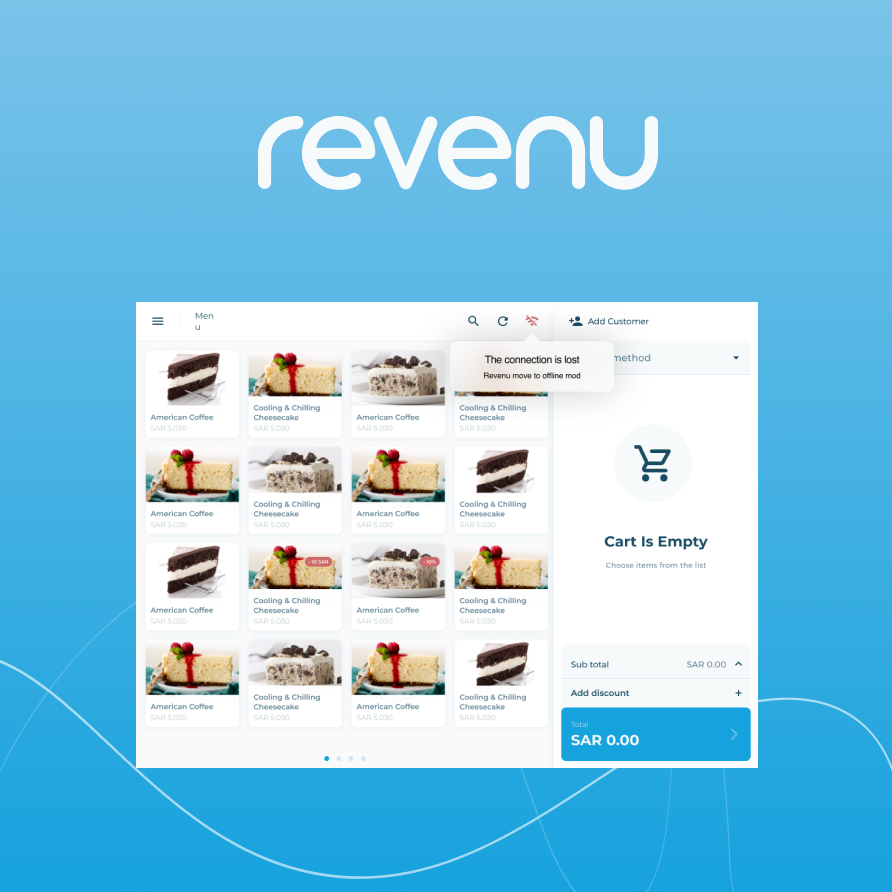 revenu
Men
u
Add Customer
The connection is lost
Revenu move to offline mod
method
American Coffee
SAR 5.030
Cooling & Chilling
Cheesecake
SAR 5.030
American Coffee
SAR 5.030
Cooling & Chilling
Cheesecake
SAR 5.030
American Coffee
SAR 5.030
Cooling & Chilling
Cheesecake
SAR 5.030
American Coffee
SAR 5.030
Cooling & Chilling
Cheesecake
SAR 5.030
American Coffee
SAR 5.030
- 10 SAR
Cooling & Chilling
Cheesecake
SAR 5.030
- 10%
American Coffee
SAR 5.030
Cooling & Chilling
Cheesecake
SAR 5.030
American Coffee
SAR 5.030
Cooling & Chilling
Cheesecake
SAR 5.030
American Coffee
SAR 5.030
Cooling & Chilling
Cheesecake
SAR 5.030
Cart Is Empty
Choose items from the list
Sub total SAR 0.00
Add discount +
Total
SAR 0.00